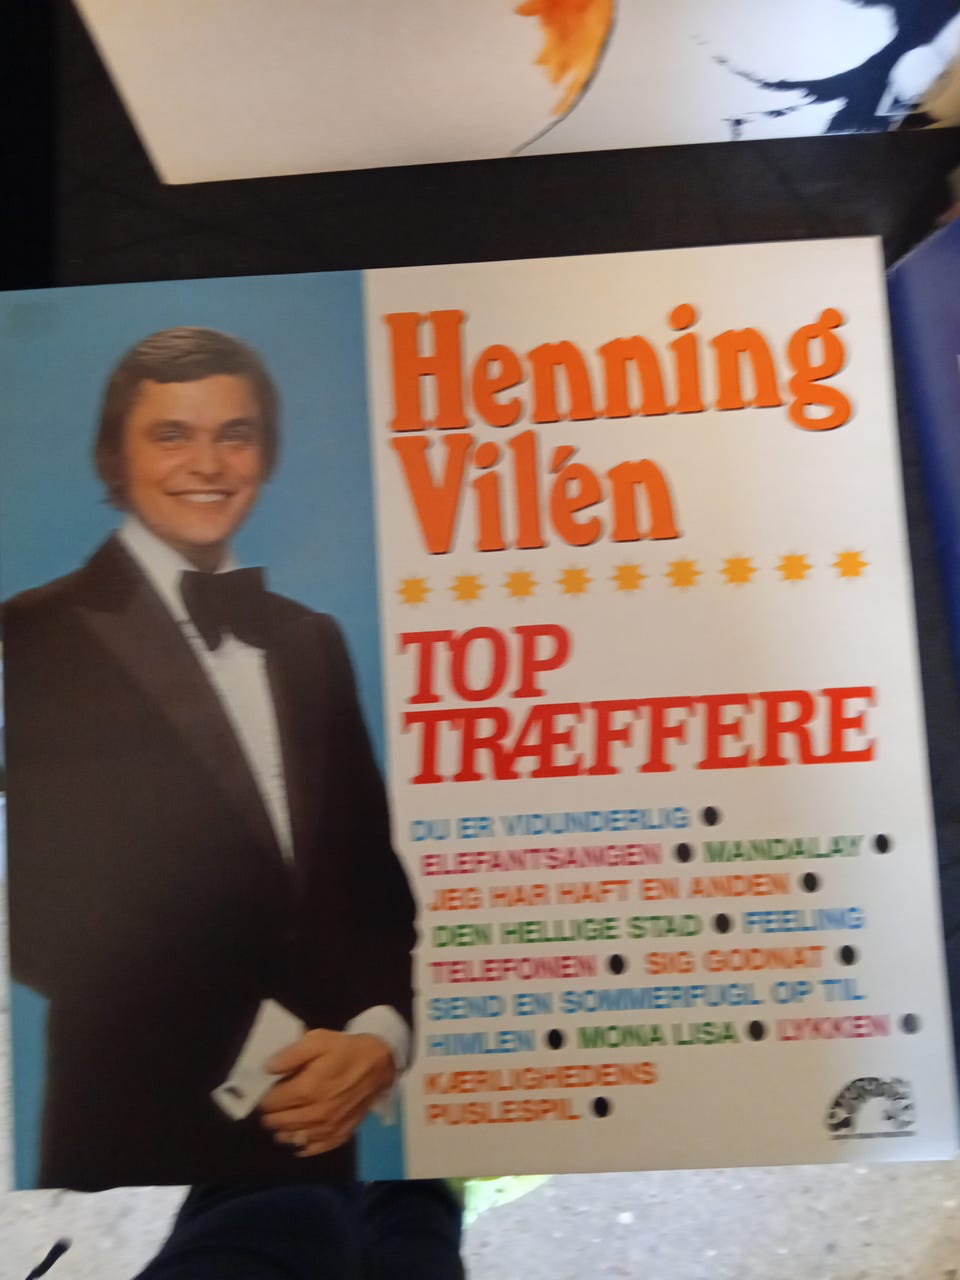 Henning
Vilén
TOP
TRÆFFERE
DU ER VIDUNDERLIG ●
ELEFANTSANGEN ● MANDALAY ●
JEG HAR HAFT EN ANDEN ●
DEN HELLIGE STAD ● FEELING
TELEFONEN ● SIG GODNAT ●
SEND EN SOMMERFUGL OP TIL
HIMLEN ● MONA LISA ● LYKKEN ●
KÆRLIGHEDENS
PUSLESPIL ●